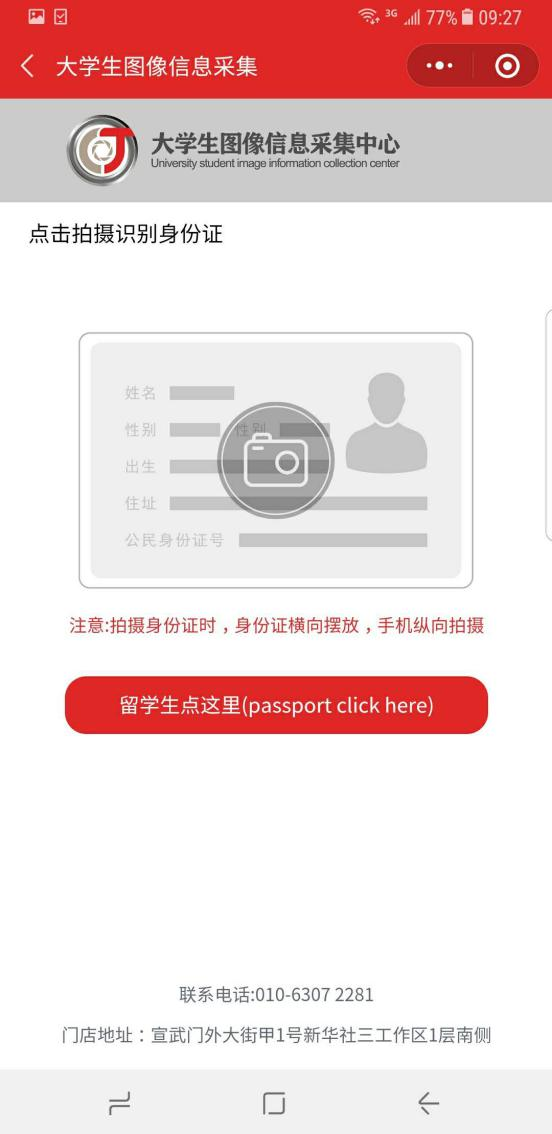 3G 77% 09:27
大学生图像信息采集
大学生图像信息采集中心
University student image information collection center
点击拍摄识别身份证
姓名
性别 性别
出生
住址
公民身份证号
注意:拍摄身份证时，身份证横向摆放，手机纵向拍摄
留学生点这里(passport click here)
联系电话:010-6307 2281
门店地址：宣武门外大街甲1号新华社三工作区1层南侧